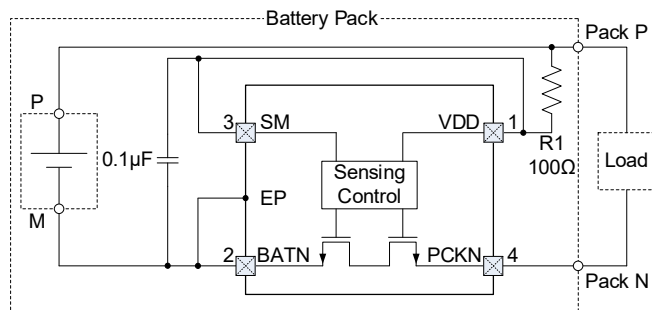 Battery Pack
Pack P
P
3 SM
VDD 1
0.1µF
R1
100Ω
Load
Sensing
Control
EP
M
2 BATN
PCKN 4
Pack N